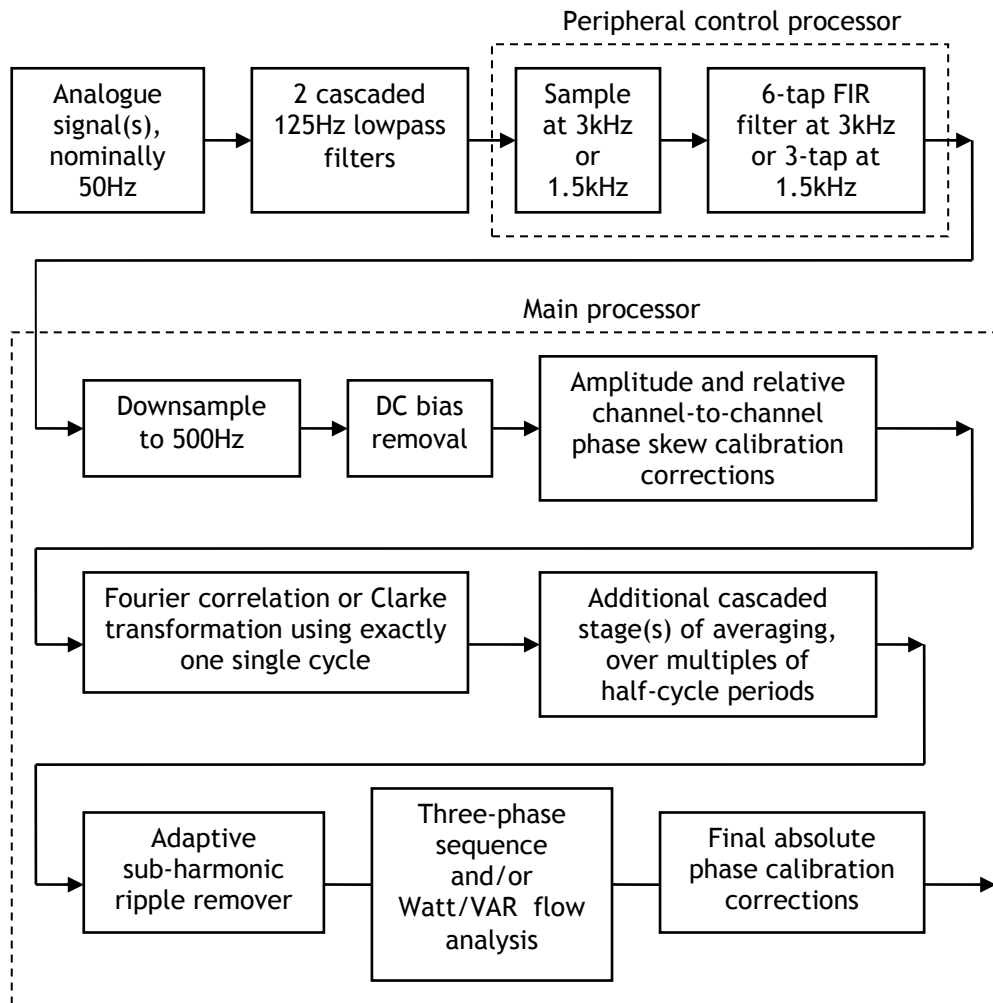 Peripheral control processor
Analogue
signal(s),
nominally
50Hz
2 cascaded
125Hz lowpass
filters
Sample
at 3kHz
or
1.5kHz
6-tap FIR
filter at 3kHz
or 3-tap at
1.5kHz
Main processor
Downsample
to 500Hz
DC bias
removal
Amplitude and relative
channel-to-channel
phase skew calibration
corrections
Fourier correlation or Clarke
transformation using exactly
one single cycle
Additional cascaded
stage(s) of averaging,
over multiples of
half-cycle periods
Adaptive
sub-harmonic
ripple remover
Three-phase
sequence
and/or
Watt/VAR flow
analysis
Final absolute
phase calibration
corrections